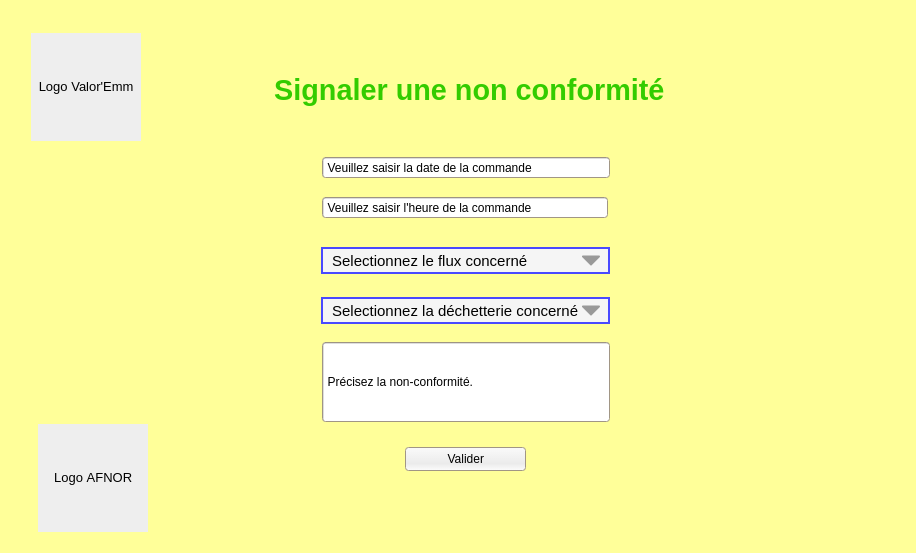 Logo Valor'Emm
Signaler une non conformité
Veuillez saisir la date de la commande
Veuillez saisir l'heure de la commande
Selectionnez le flux concerné
Selectionnez la déchetterie concerné
Précisez la non-conformité.
Valider
Logo AFNOR